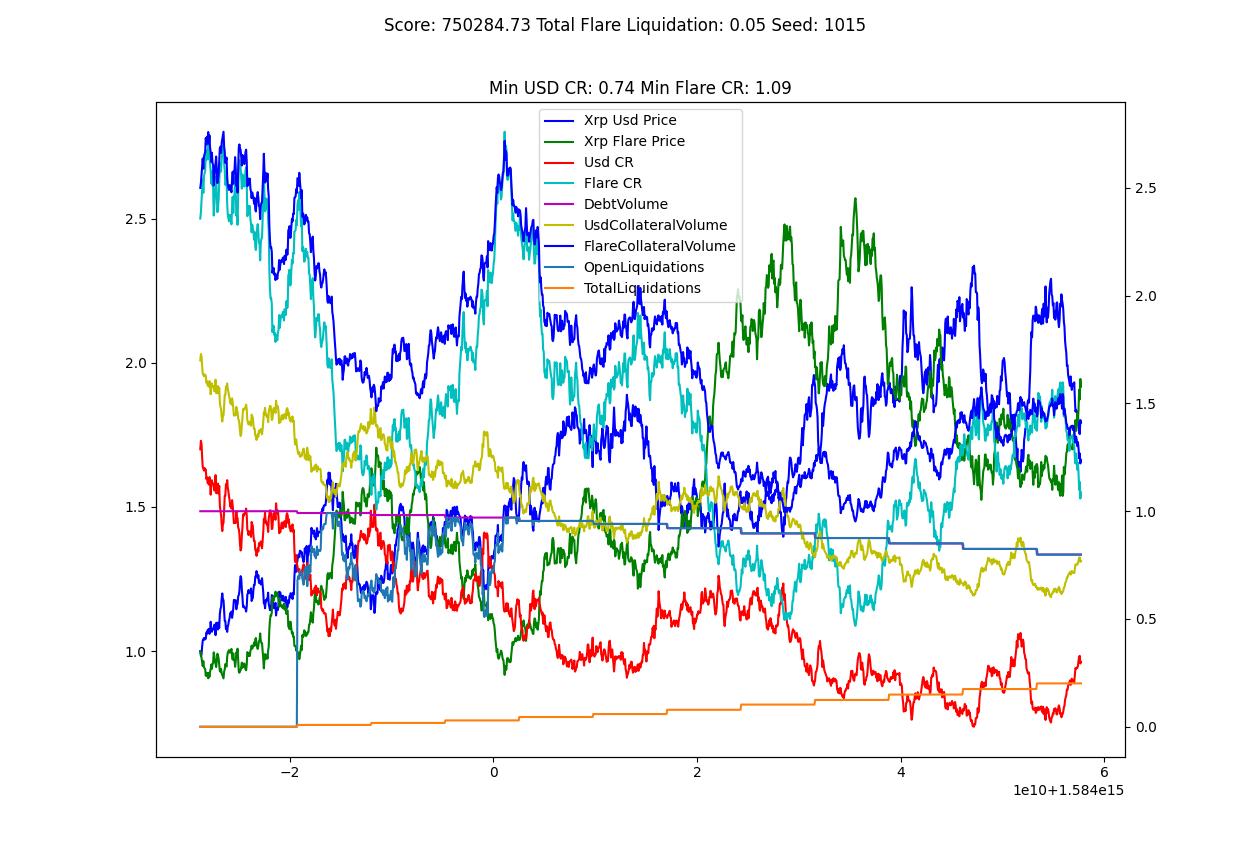 Score: 750284.73 Total Flare Liquidation: 0.05 Seed: 1015
Min USD CR: 0.74 Min Flare CR: 1.09
Xrp Usd Price
Xrp Flare Price
Usd CR
Flare CR
DebtVolume
UsdCollateralVolume
FlareCollateralVolume
OpenLiquidations
TotalLiquidations
2.5
2.0
1.5
1.0
2.5
2.0
1.5
1.0
0.5
0.0
−2 0 2 4 6
1e10+1.584e15